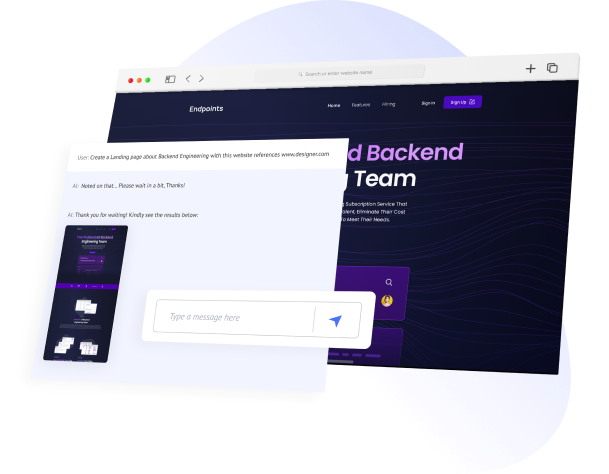 Search or enter website name
Endpoints
Home
Features
Hiring
Sign in
Sign Up
d Backend
g Team
g Subscription Service That
alent, Eliminate Their Cost
o Meet Their Needs.
User: Create a Landing page about Backend Engineering with this website references www.designer.com
AI: Noted on that... Please wait in a bit, Thanks!
AI: Thank you for waiting! Kindly see the results below:
Engineering Team
Type a message here